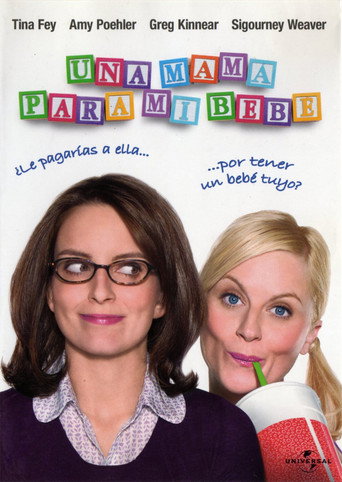 Tina Fey Amy Poehler Greg Kinnear Sigourney Weaver
UNA MAMA
PARA MI BEBE
¿Le pagarías a ella...
...por tener
un bebé tuyo?
UNIVERSAL